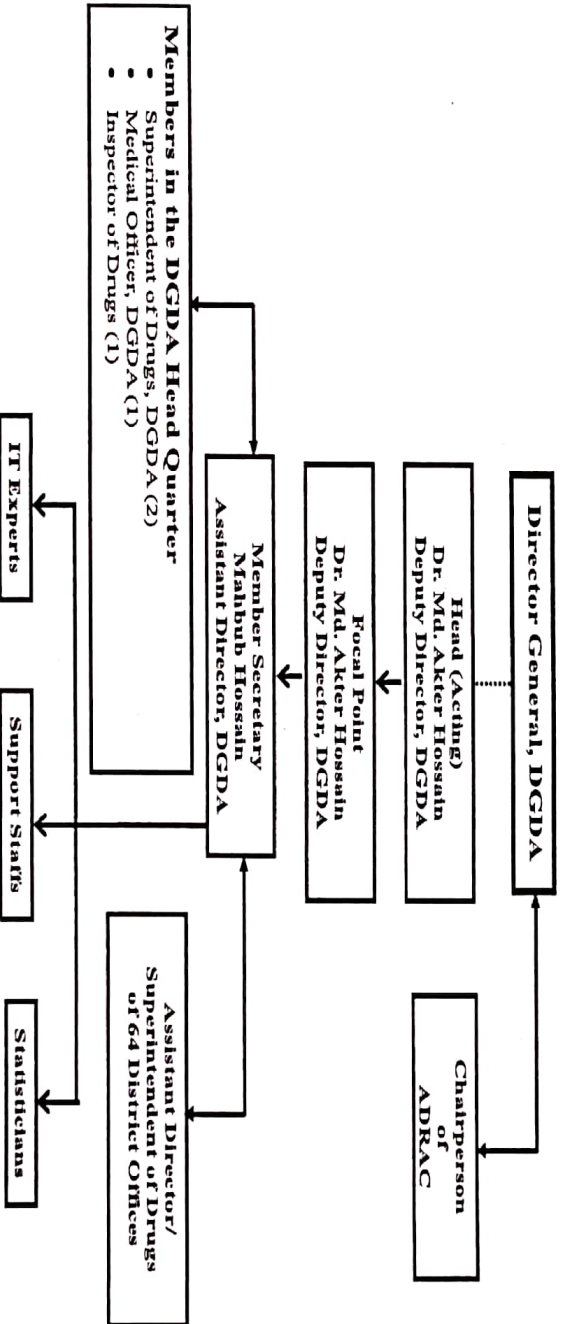 Director General, DGDA
Chairperson
of
ADRAC
Head (Acting)
Dr. Md. Akter Hossain
Deputy Director, DGDA
Focal Point
Dr. Md. Akter Hossain
Deputy Director, DGDA
Member Secretary
Mahbub Hossain
Assistant Director, DGDA
Members in the DGDA Head Quarter
• Superintendent of Drugs, DGDA (2)
• Medical Officer, DGDA (1)
• Inspector of Drugs (1)
Assistant Director/
Superintendent of Drugs
of 64 District Offices
IT Experts
Support Staffs
Statisticians